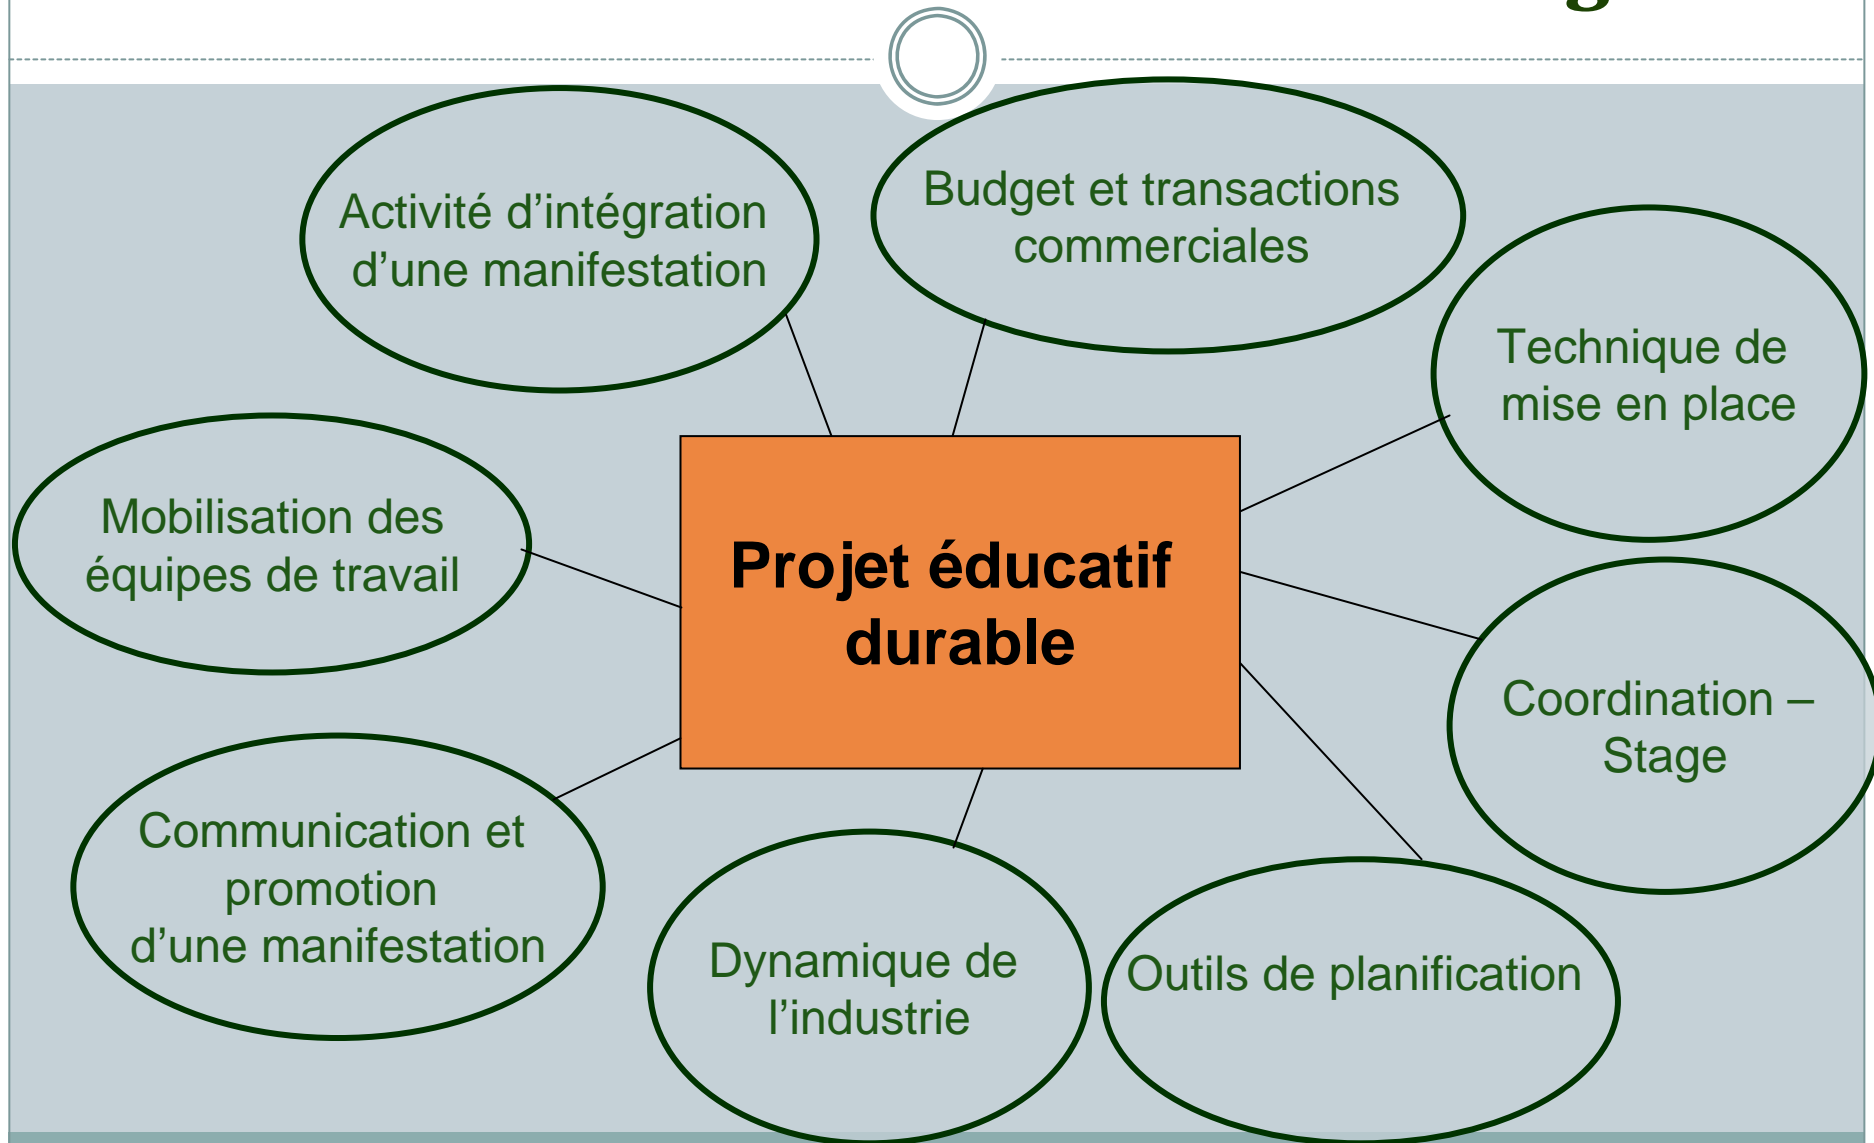 Activité d’intégration
d’une manifestation
Budget et transactions
commerciales
Technique de
mise en place
Mobilisation des
équipes de travail
Projet éducatif
durable
Coordination –
Stage
Communication et
promotion
d’une manifestation
Dynamique de
l’industrie
Outils de planification